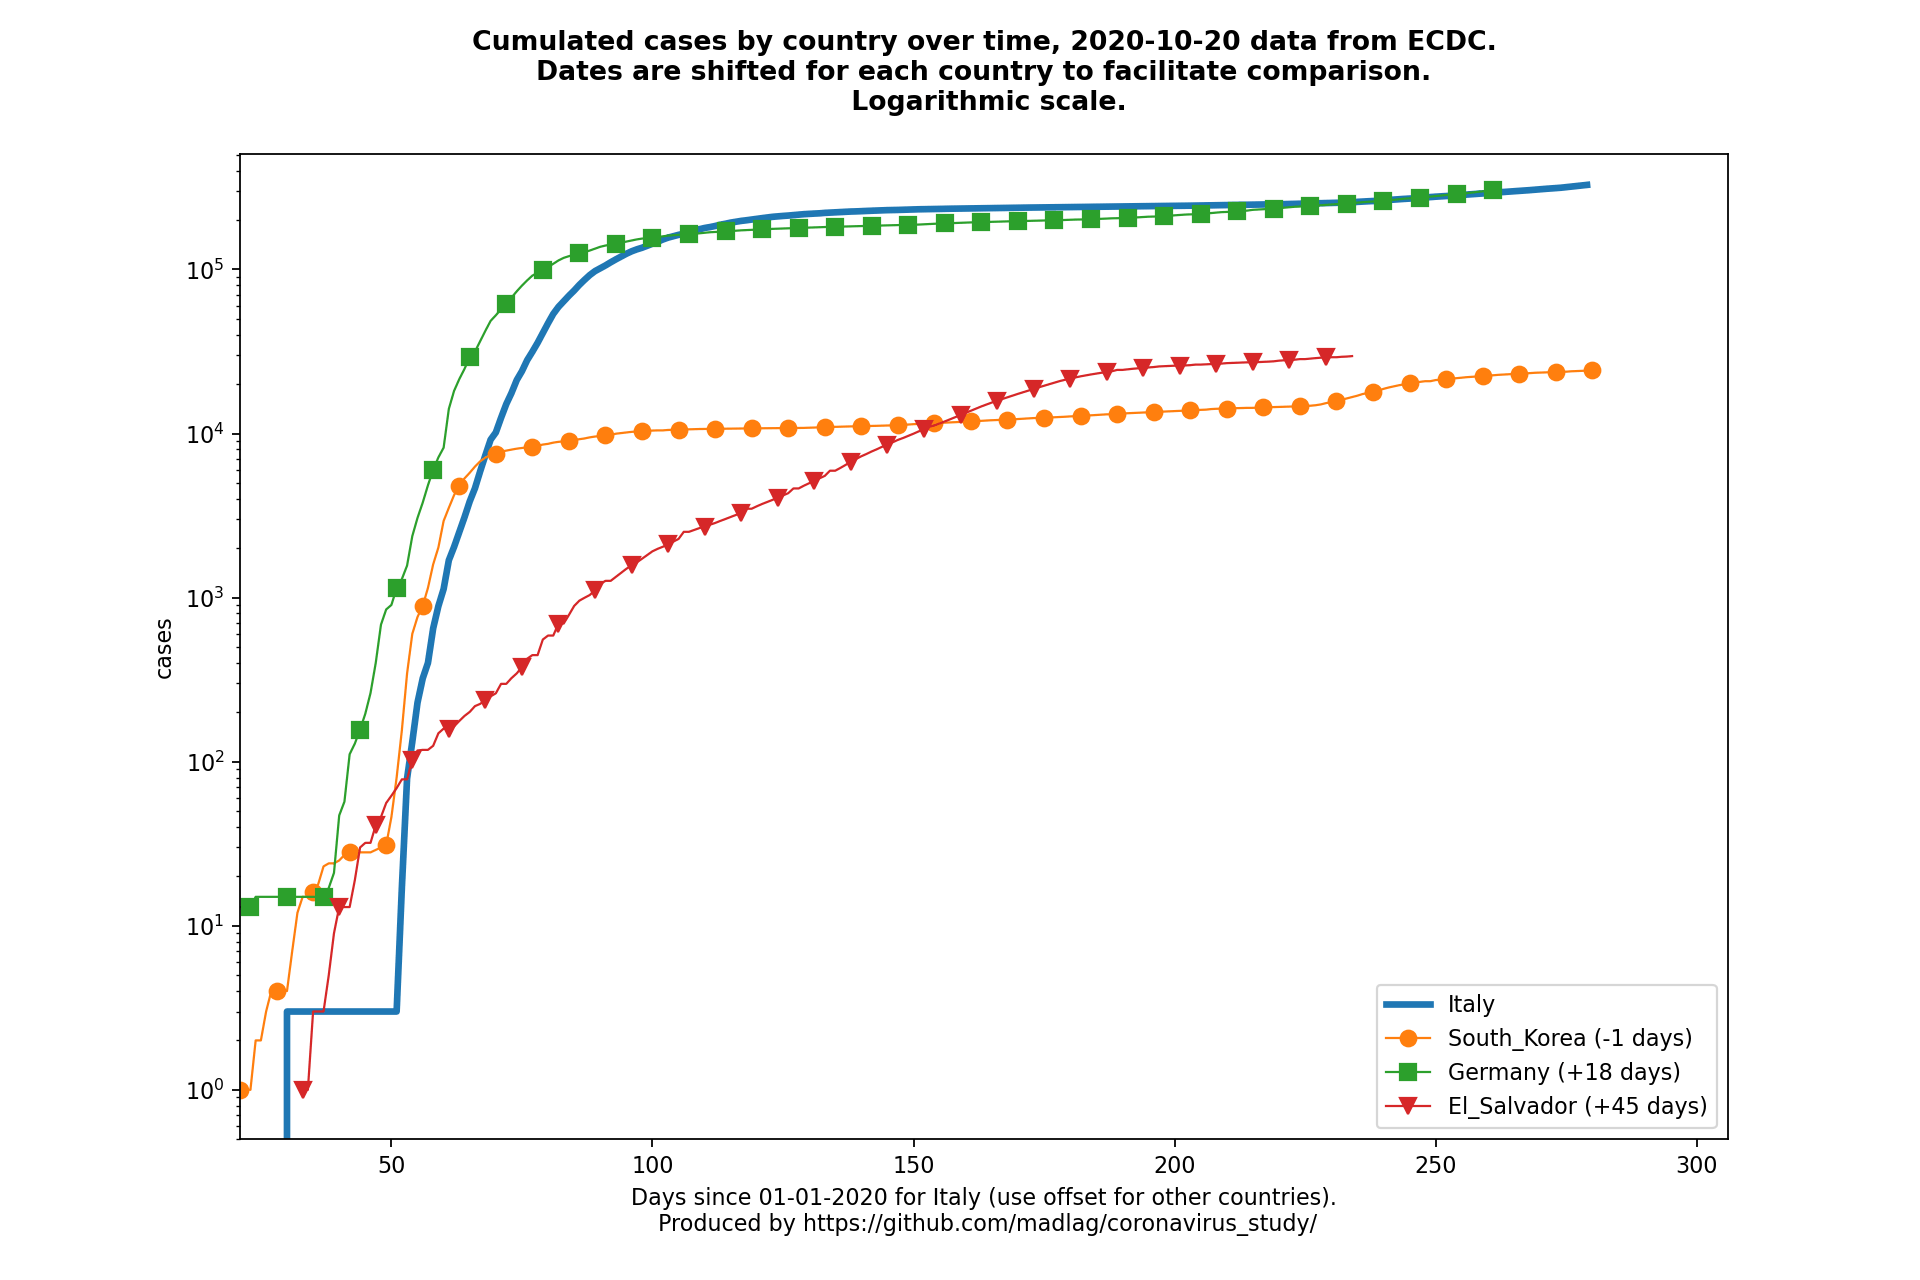 Cumulated cases by country over time, 2020-10-20 data from ECDC.
Dates are shifted for each country to facilitate comparison.
Logarithmic scale.
10^5
10^4
10^3
10^2
10^1
10^0
cases
50 100 150 200 250 300
Italy
South_Korea (-1 days)
Germany (+18 days)
El_Salvador (+45 days)
Days since 01-01-2020 for Italy (use offset for other countries).
Produced by https://github.com/madlag/coronavirus_study/